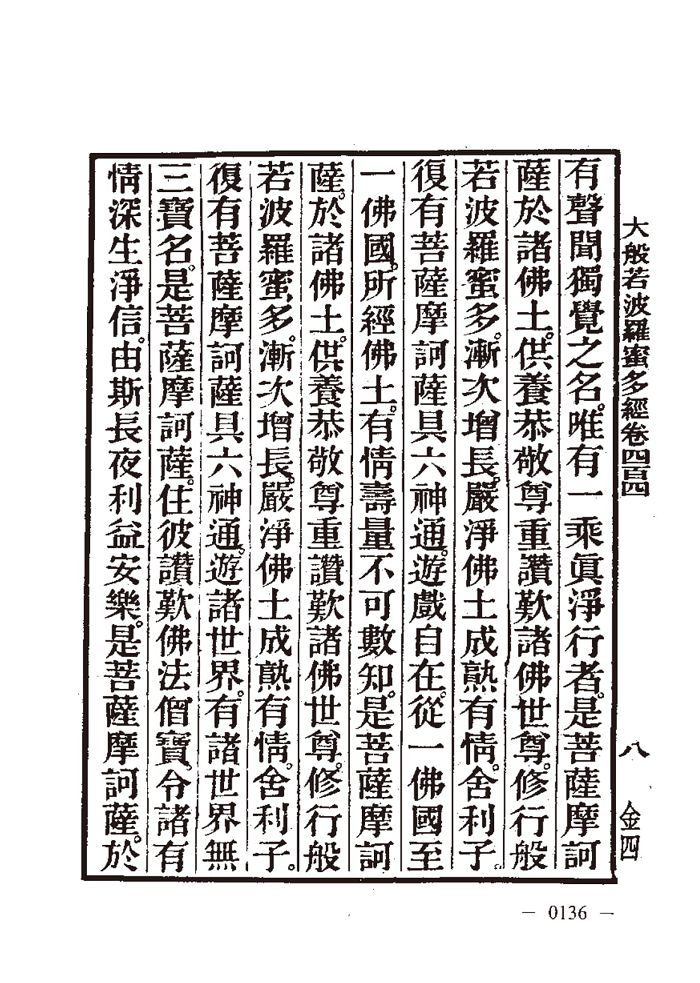 大般若波羅蜜多經卷四百四
八
金四
有聲聞獨覺之名。唯有一乘眞淨行者。是菩薩摩訶
薩於諸佛土。供養恭敬尊重讚歎諸佛世尊。修行般
若波羅蜜多。漸次增長。嚴淨佛土成熟有情。舍利子。
復有菩薩摩訶薩具六神通。遊戲自在。從一佛國至
一佛國。所經佛土。有情壽量不可數知。是菩薩摩訶
薩。於諸佛土。供養恭敬尊重讚歎諸佛世尊。修行般
若波羅蜜多。漸次增長。嚴淨佛土成熟有情。舍利子。
復有菩薩摩訶薩具六神通。遊諸世界。有諸世界無
三寶名。是菩薩摩訶薩。住彼讚歎佛法僧寶。令諸有
情深生淨信。由斯長夜利益安樂。是菩薩摩訶薩。於
— 0136 —